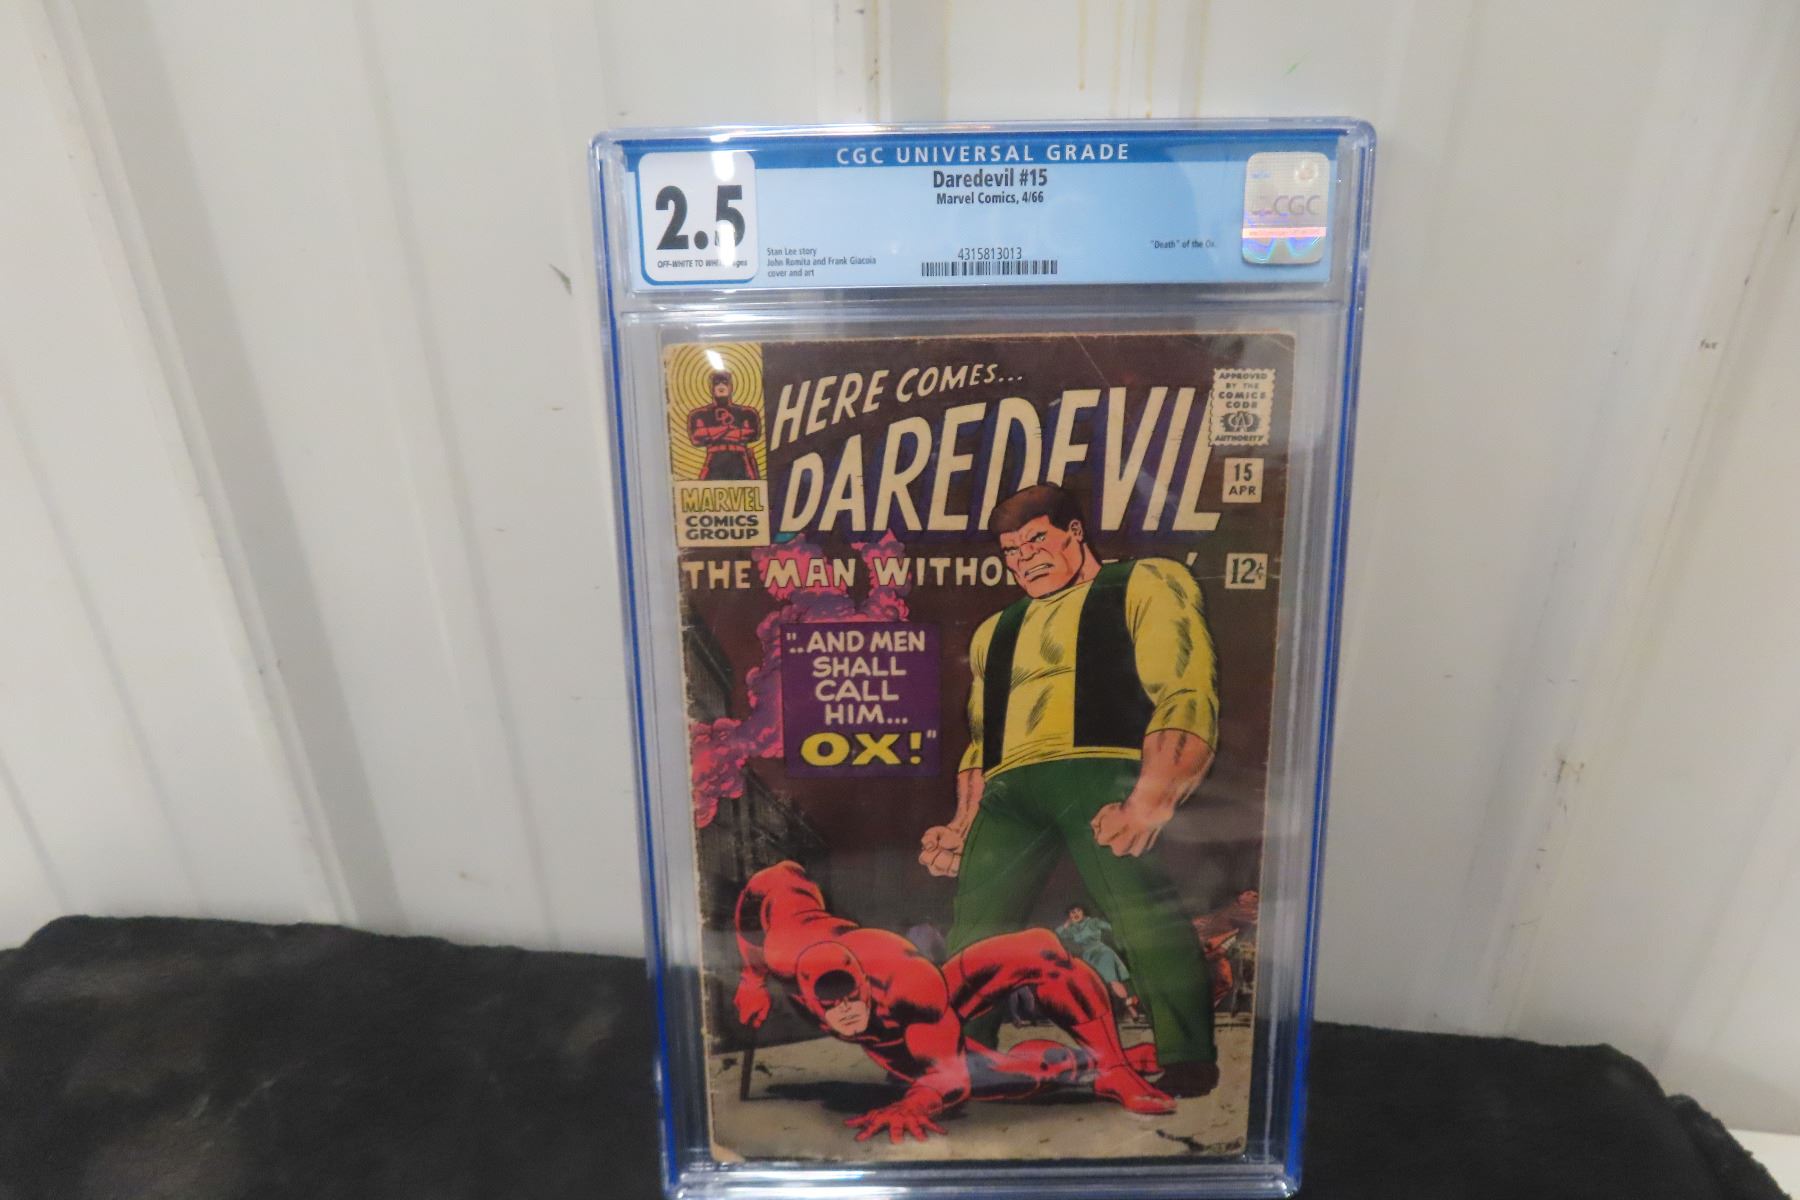 CGC UNIVERSAL GRADE
2.5
OFF-WHITE TO
Daredevil #15
Marvel Comics, 4/66
Stan Lee story
John Romita and Frank Giacoia
cover and art
4315813013
"Death" of the Ox.
CGC
HERE COMES...
DAREDEVIL
THE MAN
MARVEL
COMICS
GROUP
APPROVED
BY THE
COMICS
CODE
AUTHORITY
15
APR
12¢
"..AND MEN
SHALL
CALL
HIM...
OX!"